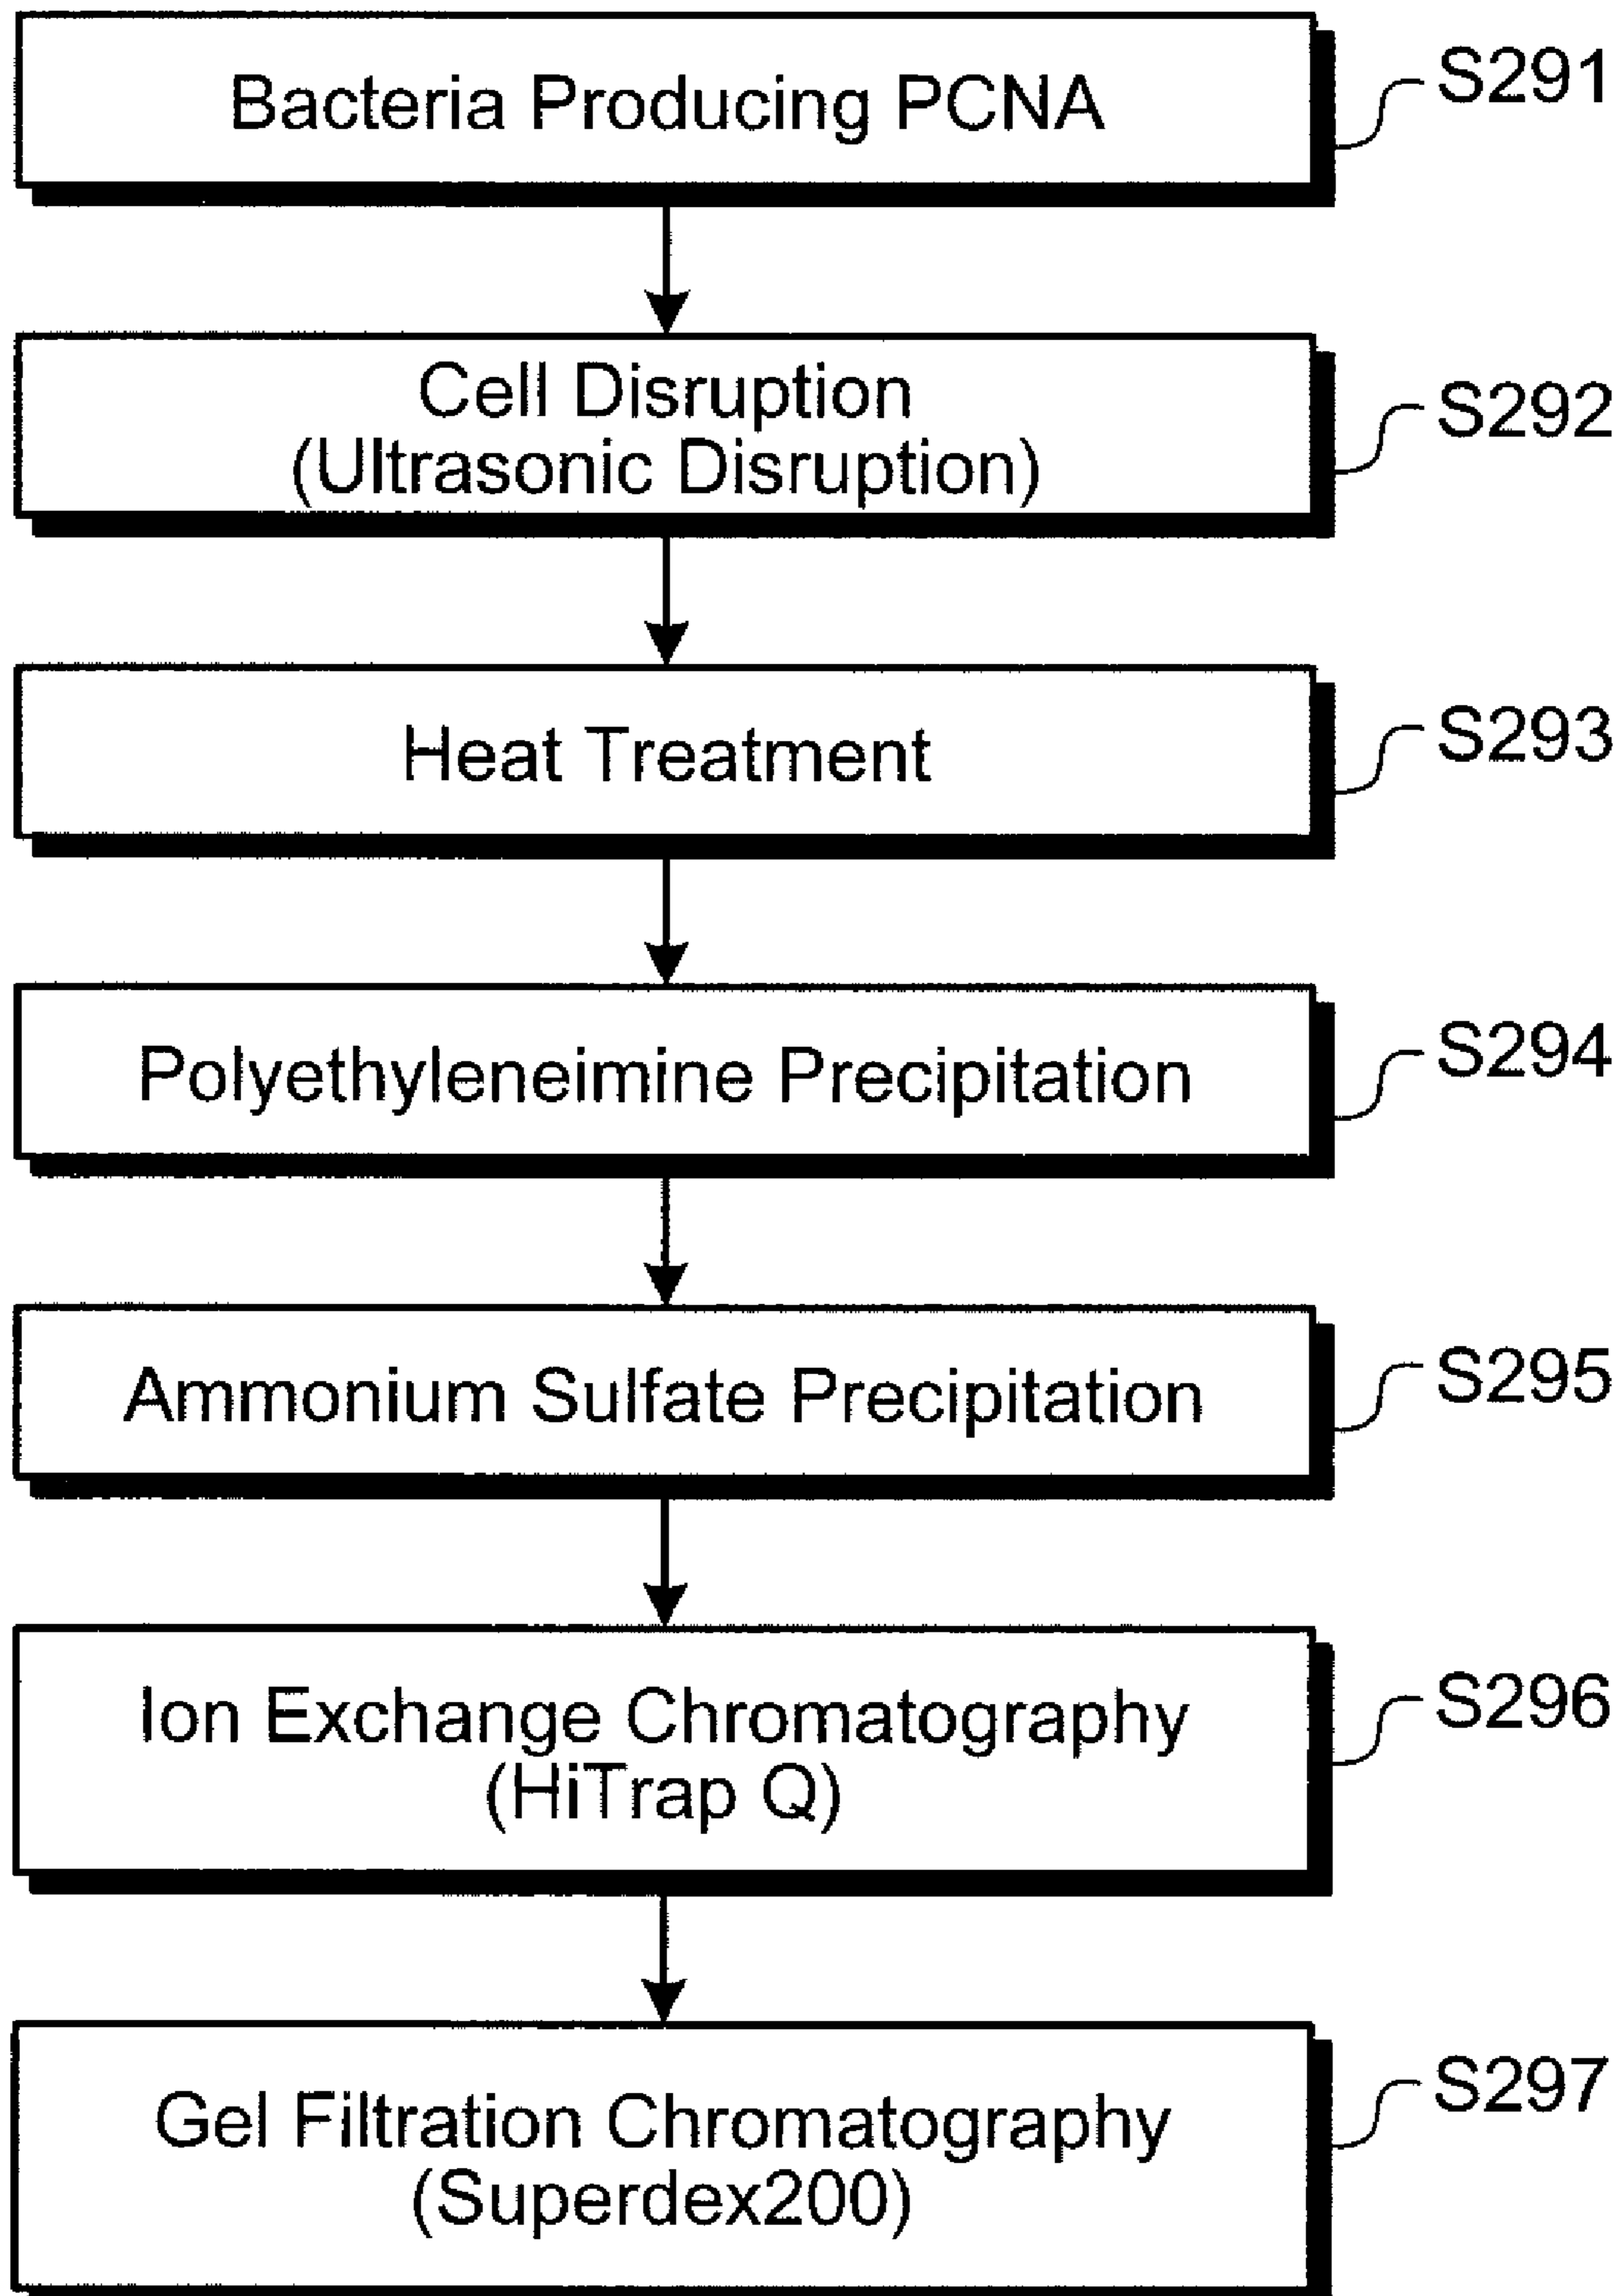 Bacteria Producing PCNA
S291
Cell Disruption
(Ultrasonic Disruption)
S292
Heat Treatment
S293
Polyethyleneimine Precipitation
S294
Ammonium Sulfate Precipitation
S295
Ion Exchange Chromatography
(HiTrap Q)
S296
Gel Filtration Chromatography
(Superdex200)
S297